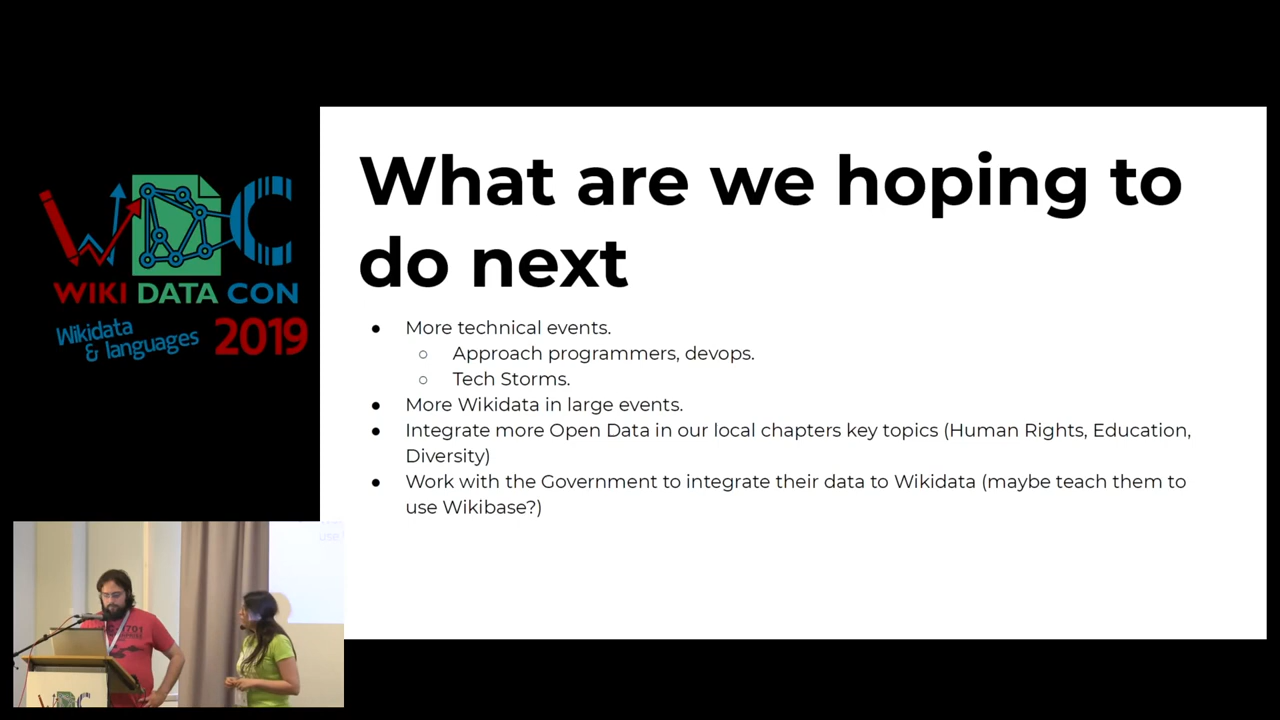 WDC
WIKI DATA CON
Wikidata
& languages 2019
What are we hoping to
do next
● More technical events.
○ Approach programmers, devops.
○ Tech Storms.
● More Wikidata in large events.
● Integrate more Open Data in our local chapters key topics (Human Rights, Education,
Diversity)
● Work with the Government to integrate their data to Wikidata (maybe teach them to
use Wikibase?)
use